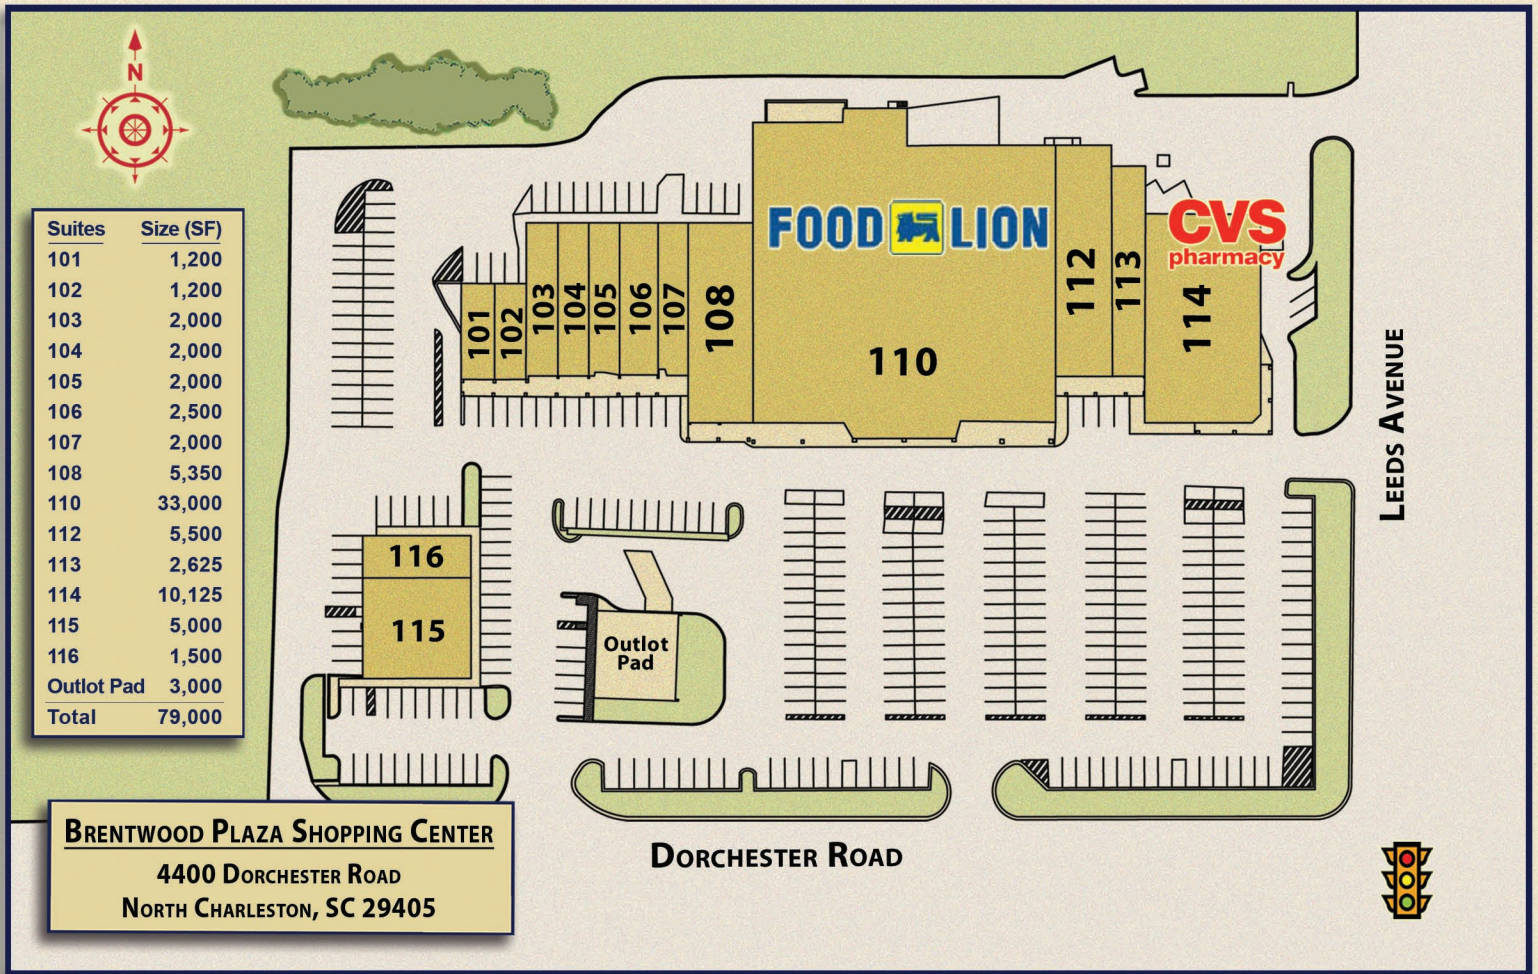 N
Suites Size (SF)
101 1,200
102 1,200
103 2,000
104 2,000
105 2,000
106 2,500
107 2,000
108 5,350
110 33,000
112 5,500
113 2,625
114 10,125
115 5,000
116 1,500
Outlot Pad 3,000
Total 79,000
FOOD LION
CVS
pharmacy
101
102
103
104
105
106
107
108
110
112
113
114
116
115
Outlot
Pad
LEEDS AVENUE
DORCHESTER ROAD
BRENTWOOD PLAZA SHOPPING CENTER
4400 DORCHESTER ROAD
NORTH CHARLESTON, SC 29405